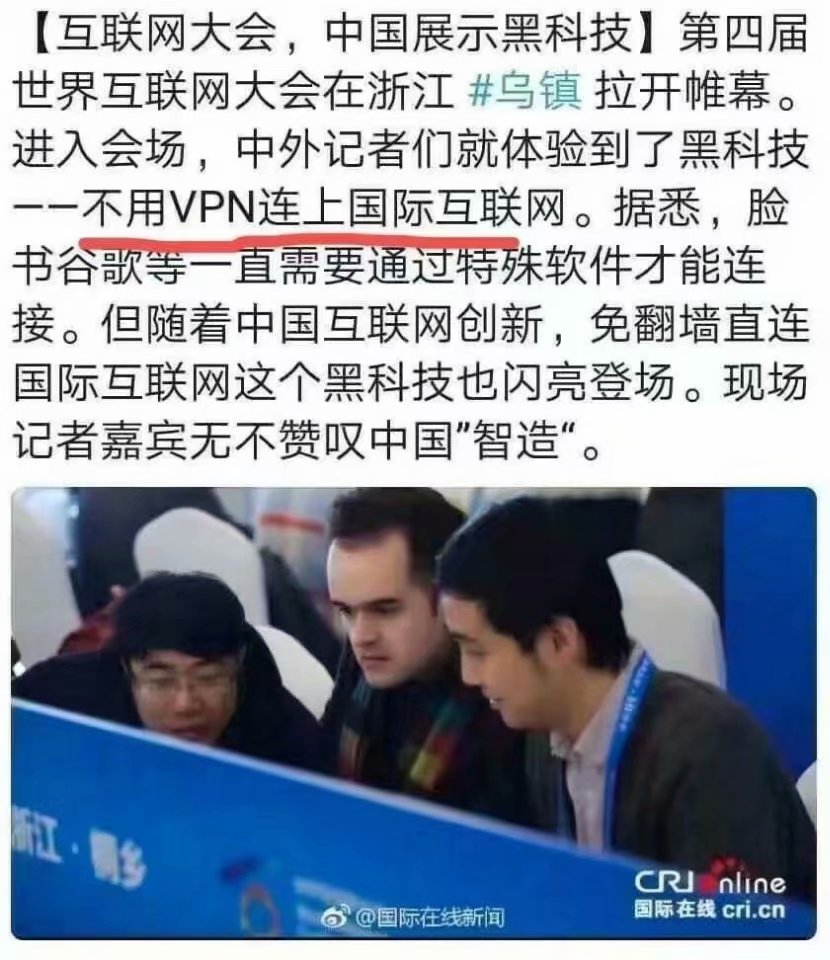 【互联网大会，中国展示黑科技】第四届
世界互联网大会在浙江 #乌镇 拉开帷幕。
进入会场，中外记者们就体验到了黑科技
——不用VPN连上国际互联网。据悉，脸
书谷歌等一直需要通过特殊软件才能连
接。但随着中国互联网创新，免翻墙直连
国际互联网这个黑科技也闪亮登场。现场
记者嘉宾无不赞叹中国”智造“。
浙江·桐乡
@国际在线新闻
CRI Online
国际在线 cri.cn